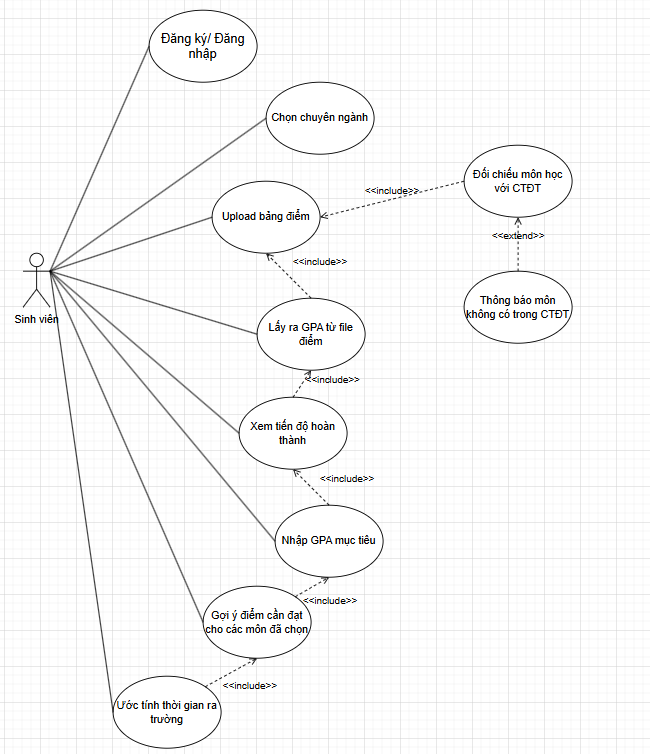 Đăng ký/ Đăng
nhập
Chọn chuyên ngành
Đối chiếu môn học
với CTĐT
<<include>>
Upload bảng điểm
<<extend>>
<<include>>
Thông báo môn
không có trong CTĐT
Sinh viên
Lấy ra GPA từ file
điểm
<<include>>
Xem tiến độ hoàn
thành
<<include>>
Nhập GPA mục tiêu
<<include>>
Gợi ý điểm cần đạt
cho các môn đã chọn
<<include>>
Ước tính thời gian ra
trường